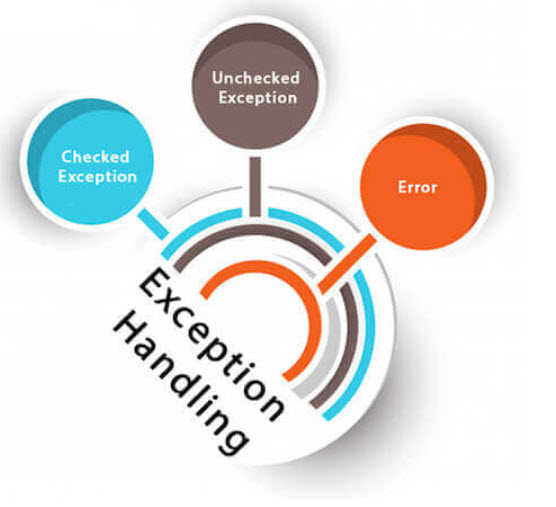 Unchecked
Exception
Checked
Exception
Error
Exception
Handling